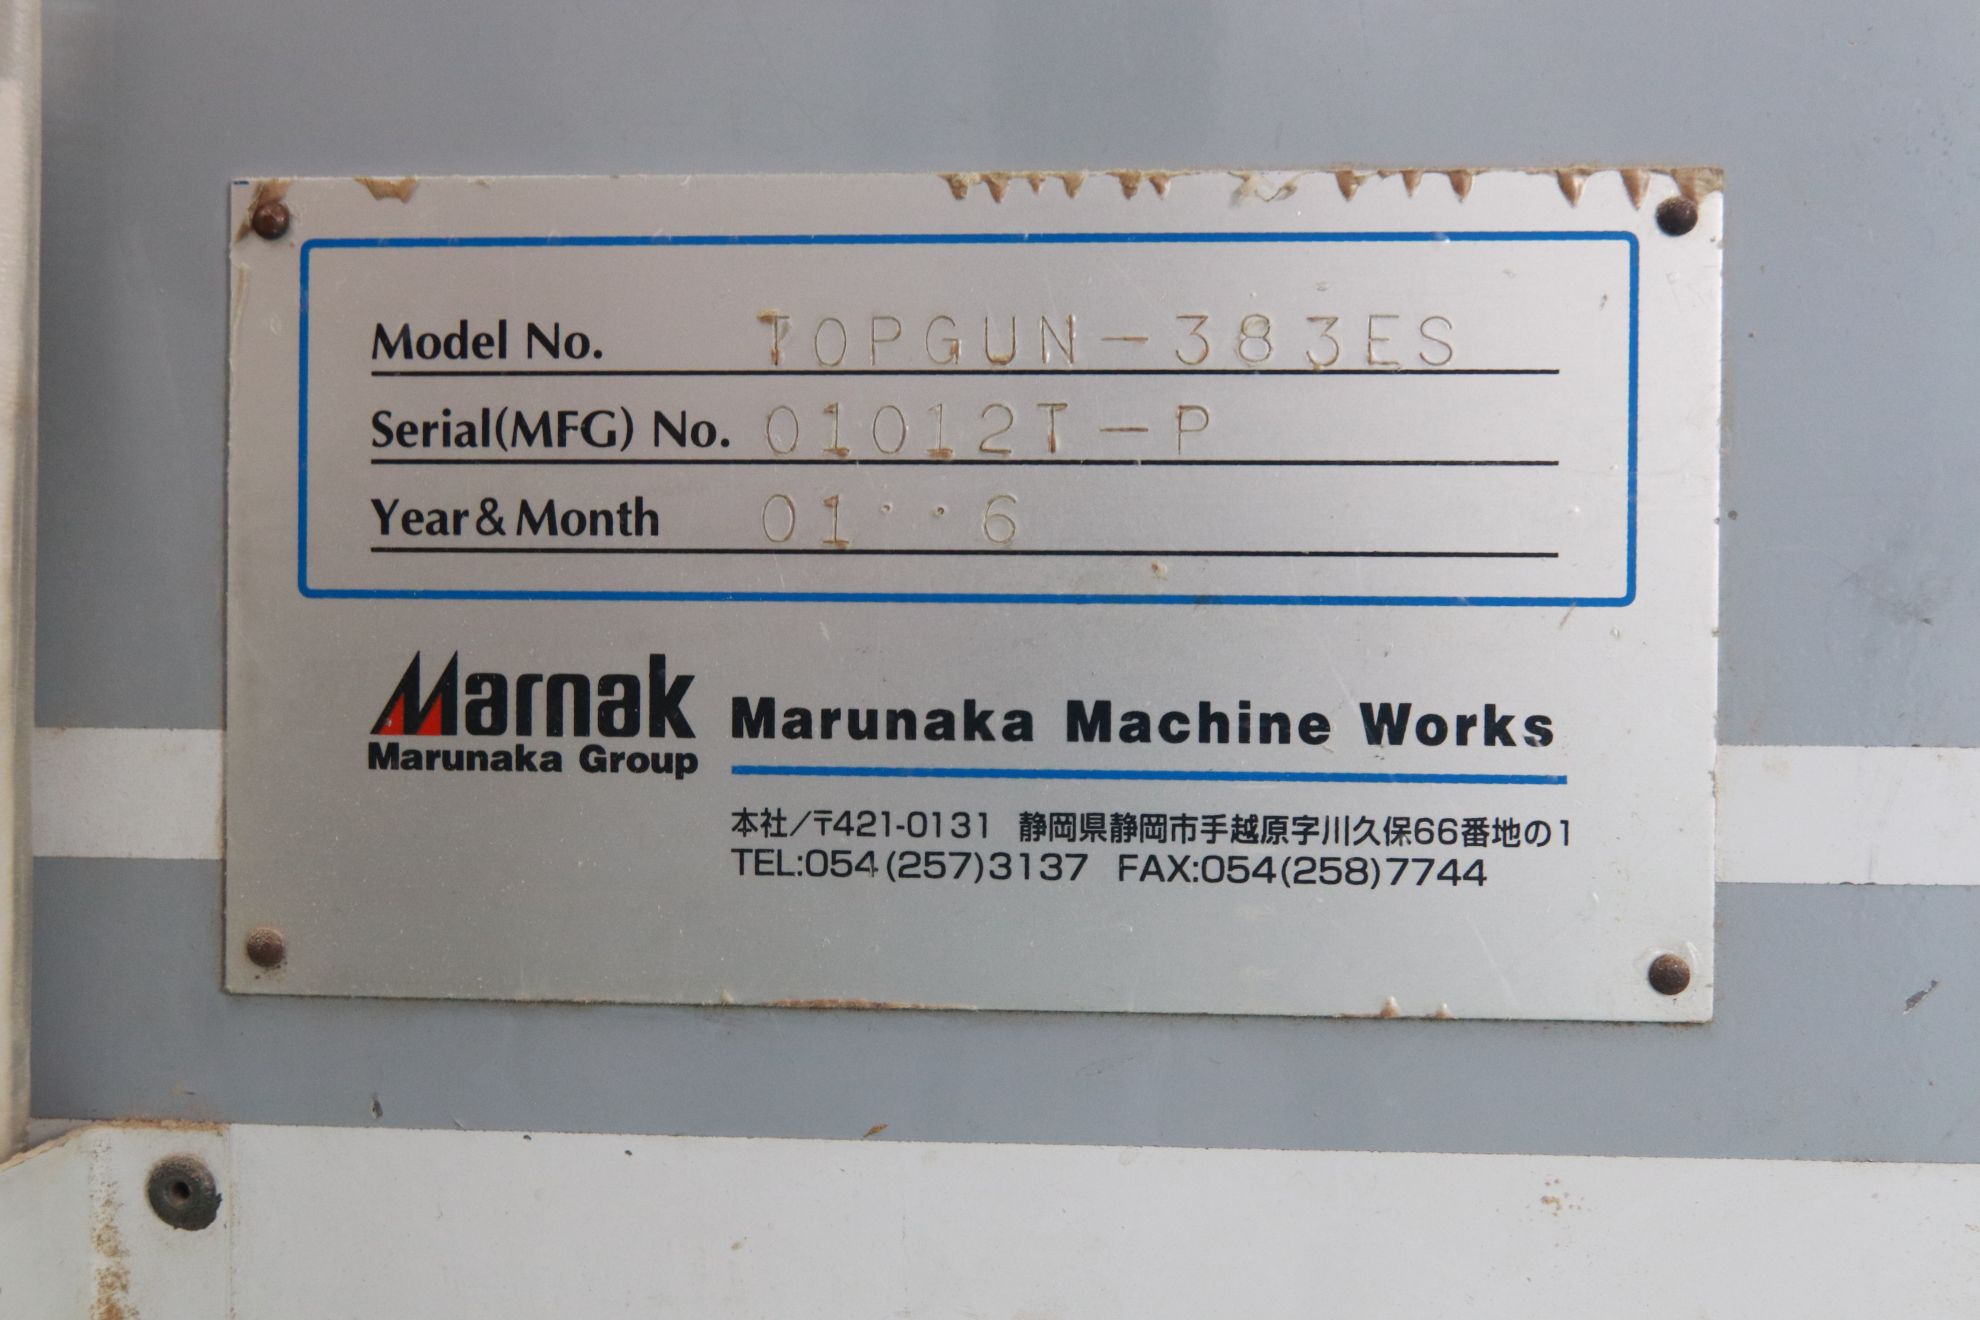 Model No. TOPGUN-383ES
Serial(MFG) No. 01012T-P
Year&Month 01・・6
Marnak
Marunaka Group
Marunaka Machine Works
本社/〒421-0131 静岡県静岡市手越原字川久保66番地の1
TEL:054(257)3137 FAX:054(258)7744